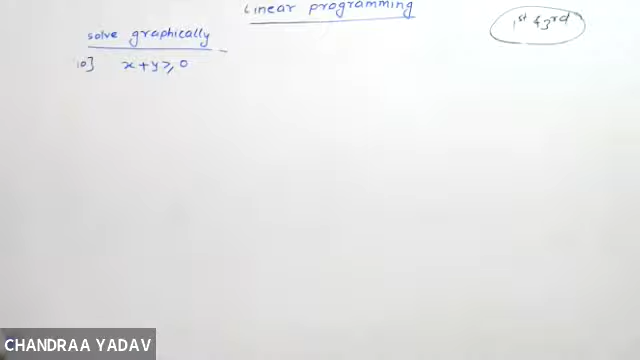 Linear programming
1st & 3rd
solve graphically
10] x + y ≥ 0
CHANDRAA YADAV